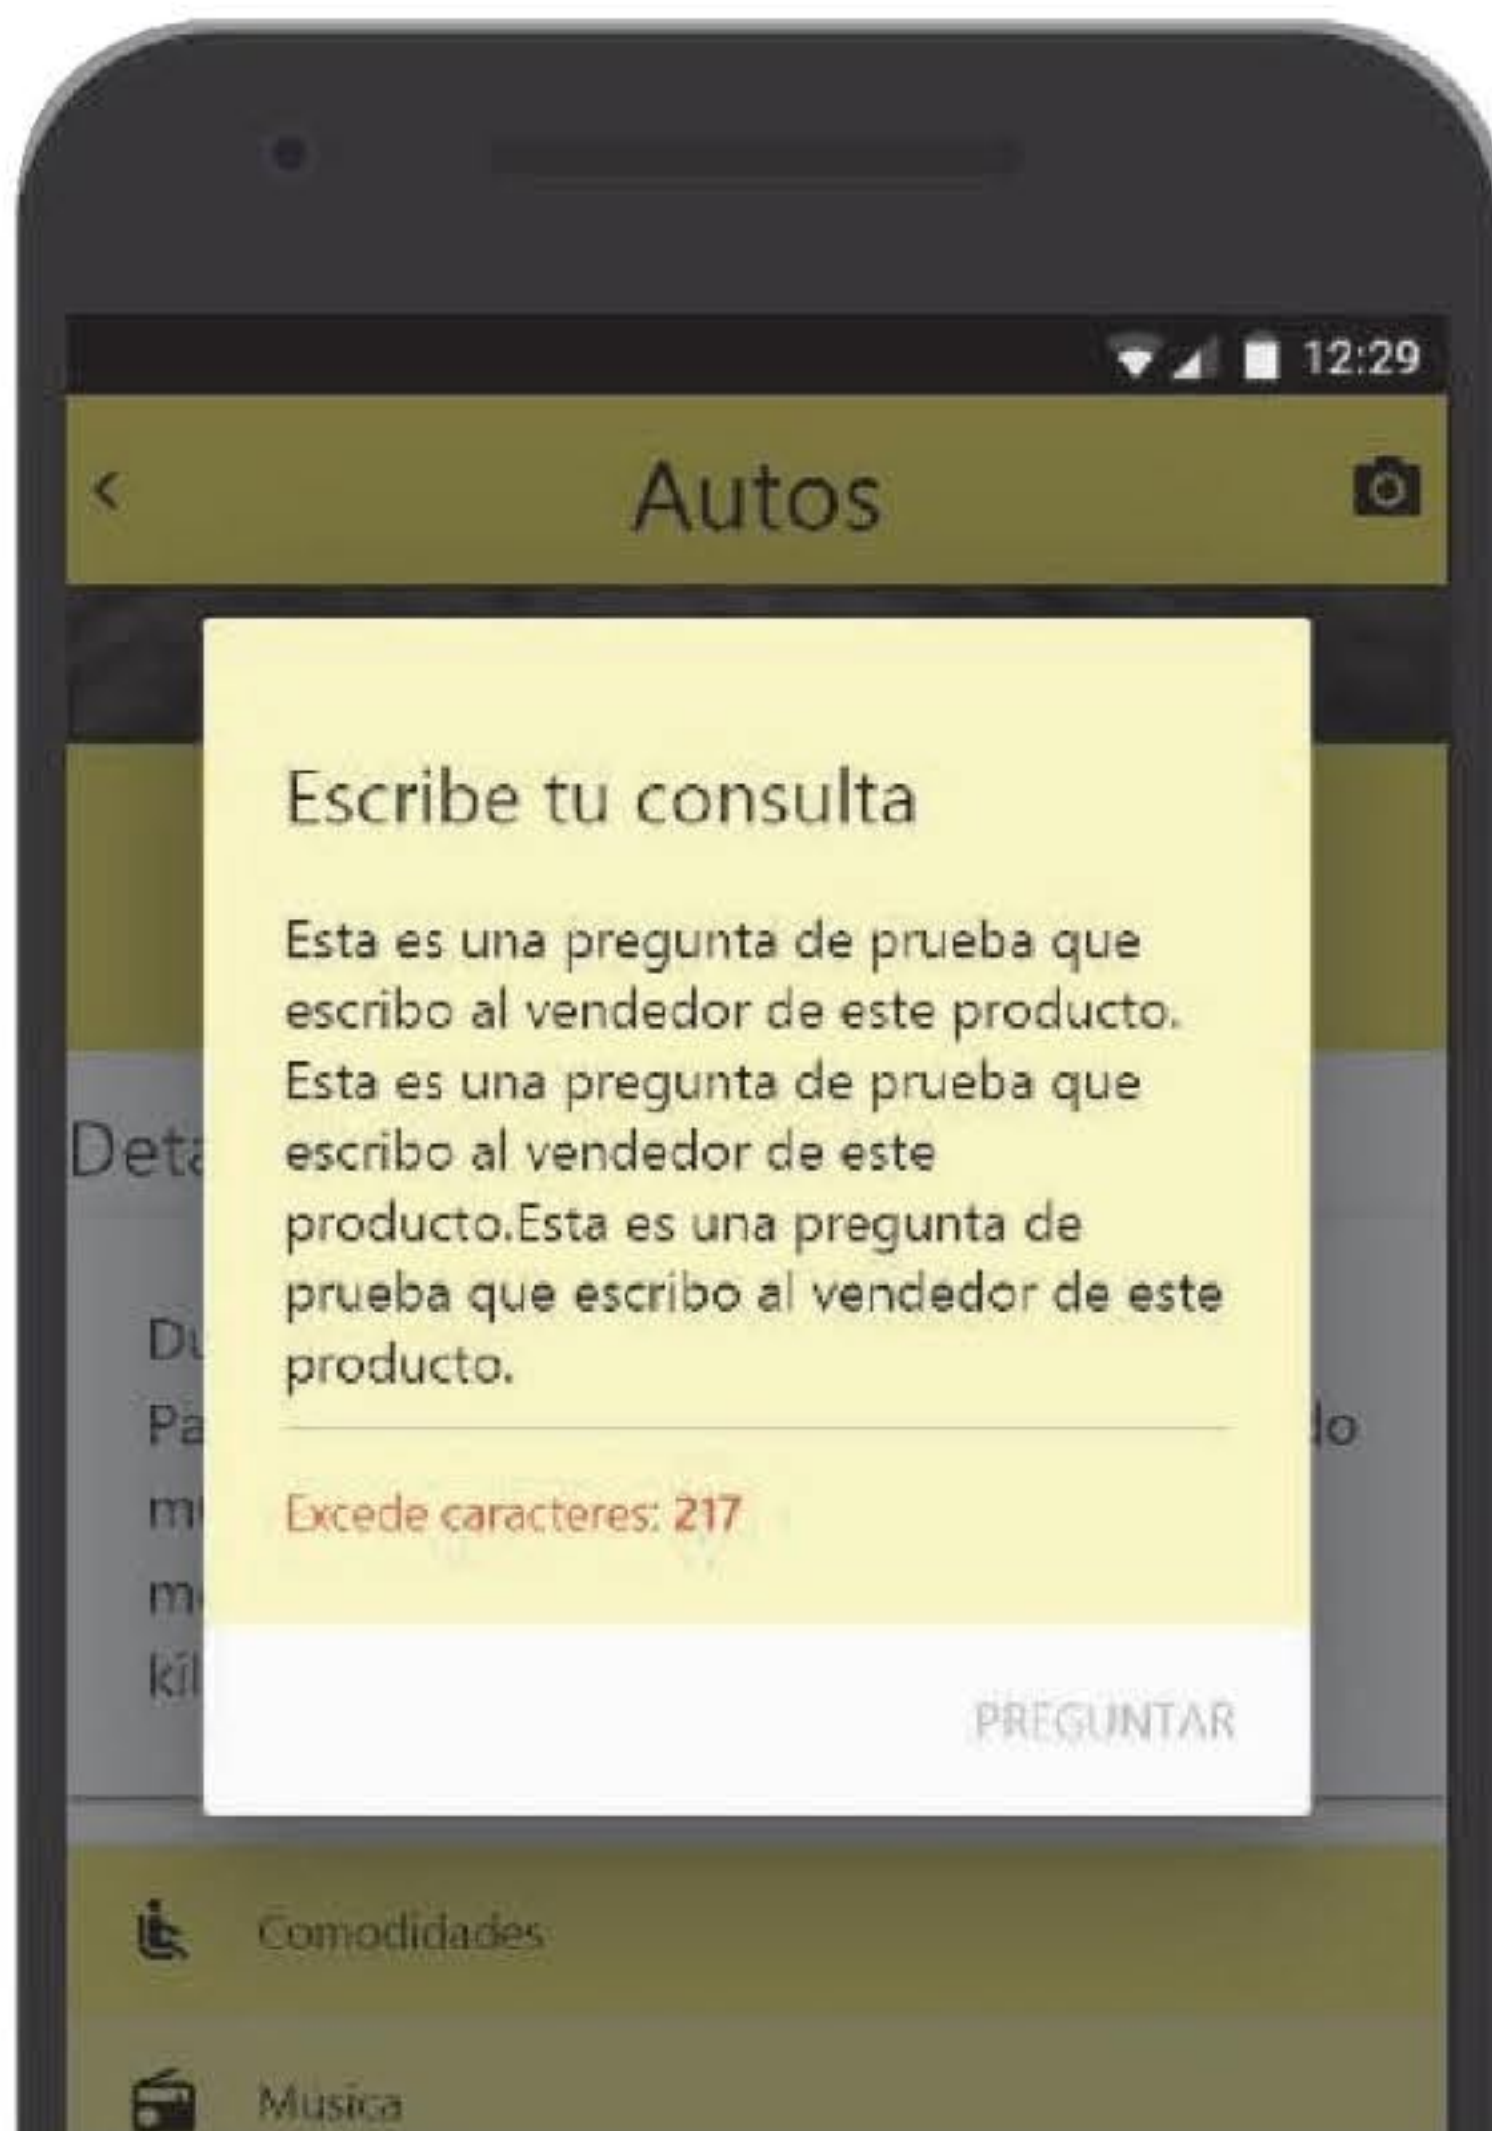 12:29
Autos
Escribe tu consulta
Esta es una pregunta de prueba que
escribo al vendedor de este producto.
Esta es una pregunta de prueba que
escribo al vendedor de este
producto.Esta es una pregunta de
prueba que escribo al vendedor de este
producto.
Excede caracteres: 217
PREGUNTAR
Comodidades
Musica